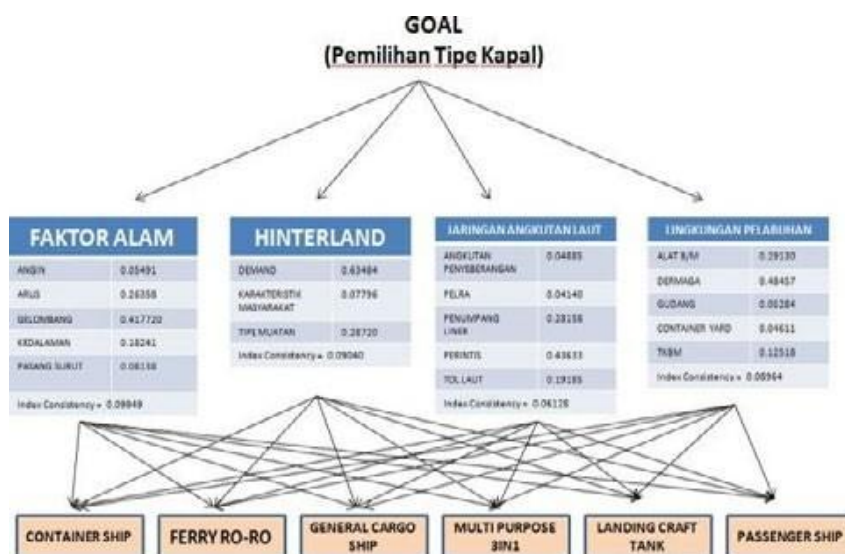 GOAL
(Pemilihan Tipe Kapal)
FAKTOR ALAM
ANGIN 0.05491
ARUS 0.26358
GELOMBANG 0.417720
KEDALAMAN 0.18241
PASANG SURUT 0.08138
Index Consistency = 0.09949
HINTERLAND
DEMAND 0.63484
KARAKTERISTIK 0.07796
MASYARAKAT
TIPE MUATAN 0.28720
Index Consistency = 0.09040
JARINGAN ANGKUTAN LAUT
ANGKUTAN 0.04885
PENYEBERANGAN
PELRA 0.04140
PENUMPANG 0.28158
LINER
PERINTIS 0.43633
TOL LAUT 0.19185
Index Consistency = 0.06128
LINGKUNGAN PELABUHAN
ALAT B/M 0.29130
DERMAGA 0.48457
GUDANG 0.05284
CONTAINER YARD 0.04611
TKBM 0.12518
Index Consistency = 0.08964
CONTAINER SHIP
FERRY RO-RO
GENERAL CARGO
SHIP
MULTI PURPOSE
3IN1
LANDING CRAFT
TANK
PASSENGER SHIP